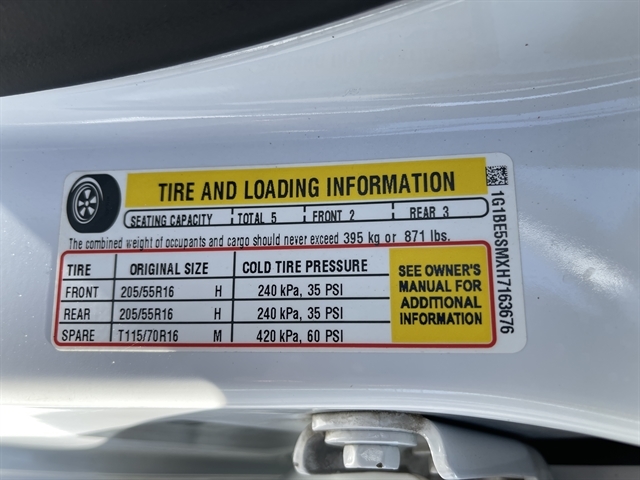 TIRE AND LOADING INFORMATION
SEATING CAPACITY TOTAL 5 FRONT 2 REAR 3
The combined weight of occupants and cargo should never exceed 395 kg or 871 lbs.
TIRE ORIGINAL SIZE COLD TIRE PRESSURE
FRONT 205/55R16 H 240 kPa, 35 PSI
REAR 205/55R16 H 240 kPa, 35 PSI
SPARE T115/70R16 M 420 kPa, 60 PSI
SEE OWNER'S
MANUAL FOR
ADDITIONAL
INFORMATION
1G1BE5SMXH7163676